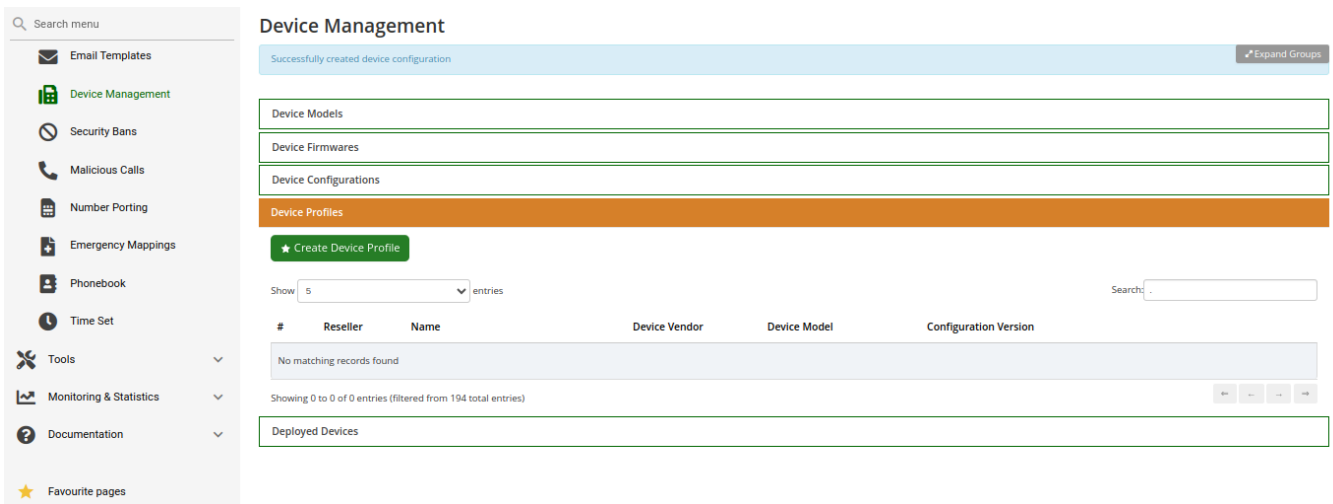 Search menu
Email Templates
Device Management
Security Bans
Malicious Calls
Number Porting
Emergency Mappings
Phonebook
Time Set
Tools
Monitoring & Statistics
Documentation
Favourite pages
Device Management
Successfully created device configuration
Expand Groups
Device Models
Device Firmwares
Device Configurations
Device Profiles
Create Device Profile
Show 5 entries
Search: .
# Reseller Name Device Vendor Device Model Configuration Version
No matching records found
Showing 0 to 0 of 0 entries (filtered from 194 total entries)
⇐ ← → ⇒
Deployed Devices